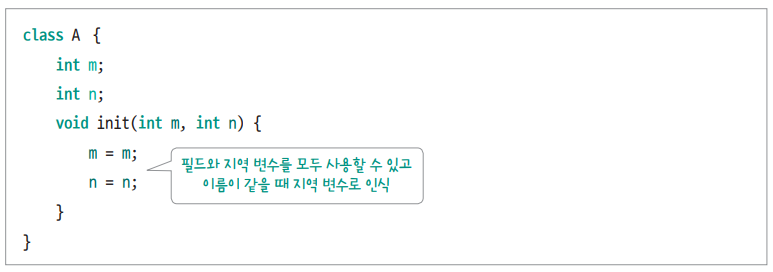 class A {
int m;
int n;
void init(int m, int n) {
m = m;
n = n;
필드와 지역 변수를 모두 사용할 수 있고
이름이 같을 때 지역 변수로 인식
}
}